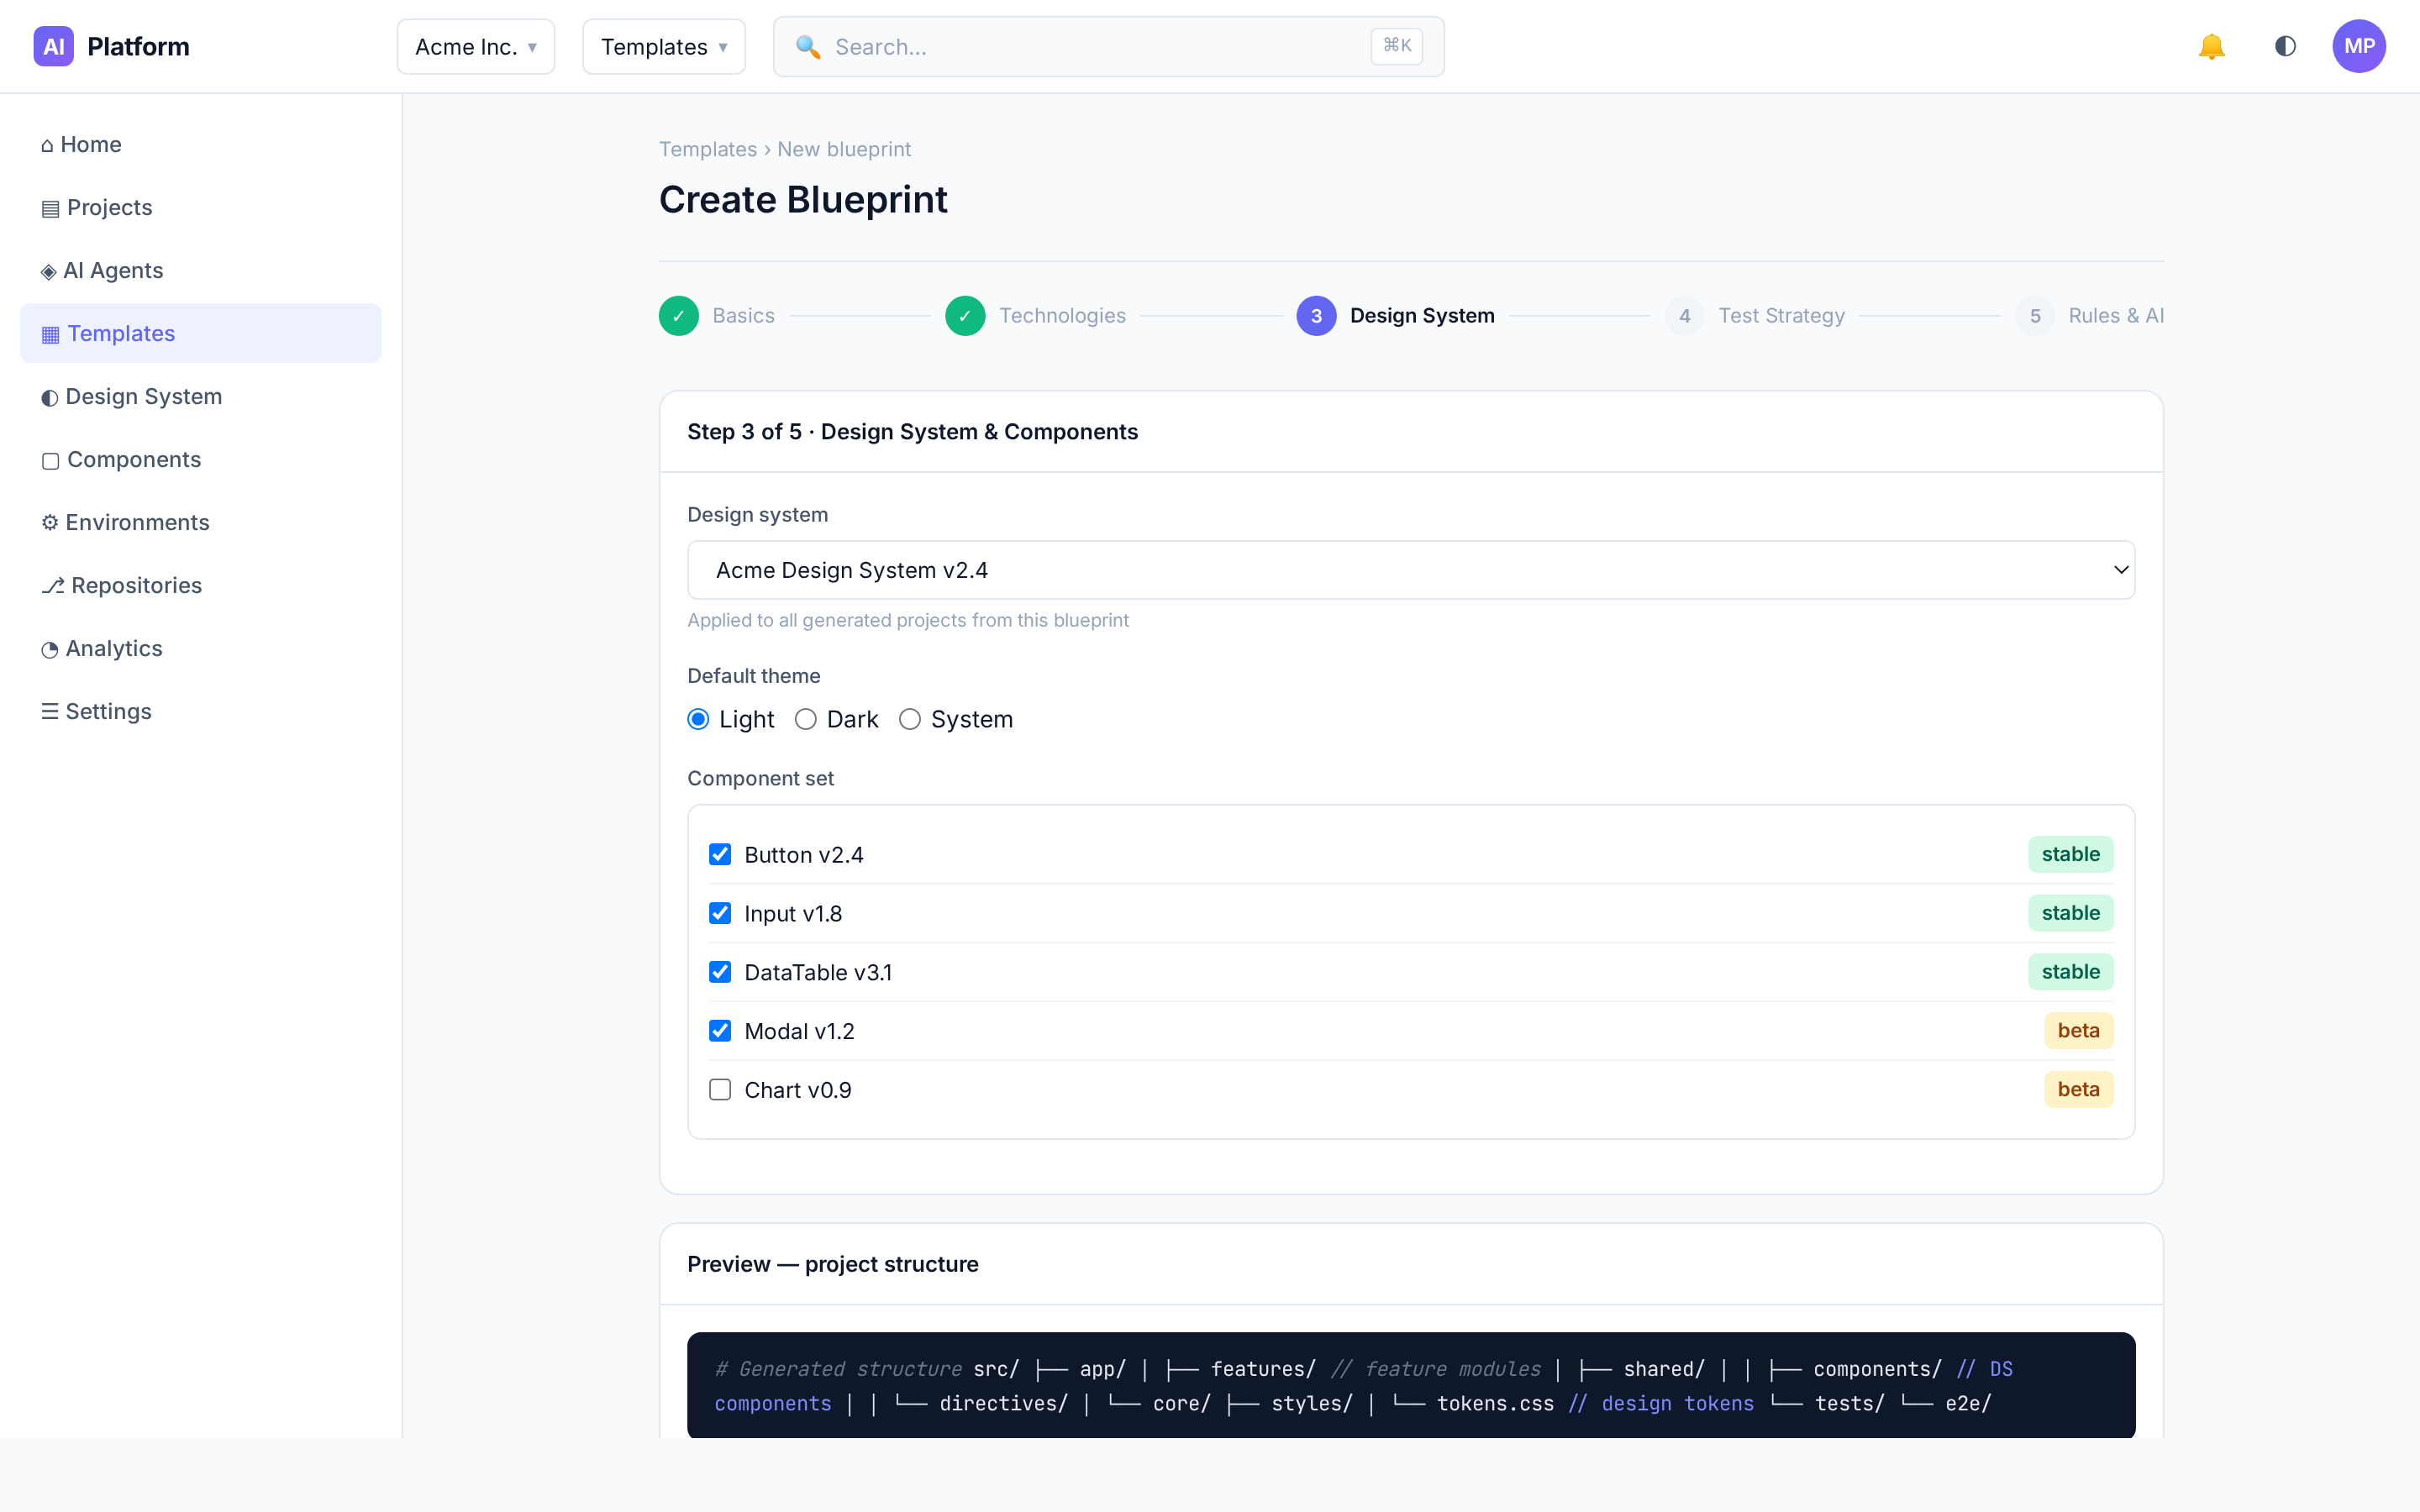 AI Platform
Acme Inc. ▾
Templates ▾
🔍 Search...
⌘K
🔔
◐
MP
⌂ Home
▤ Projects
◈ AI Agents
▦ Templates
◐ Design System
▢ Components
⚙ Environments
⎇ Repositories
◔ Analytics
☰ Settings
Templates › New blueprint
Create Blueprint
✓ Basics
✓ Technologies
3 Design System
4 Test Strategy
5 Rules & AI
Step 3 of 5 · Design System & Components
Design system
Acme Design System v2.4
Applied to all generated projects from this blueprint
Default theme
Light
Dark
System
Component set
Button v2.4 stable
Input v1.8 stable
DataTable v3.1 stable
Modal v1.2 beta
Chart v0.9 beta
Preview — project structure
# Generated structure src/ ├── app/ │ ├── features/ // feature modules │ ├── shared/ │ │ ├── components/ // DS
components │ │ └── directives/ │ └── core/ ├── styles/ │ └── tokens.css // design tokens └── tests/ └── e2e/